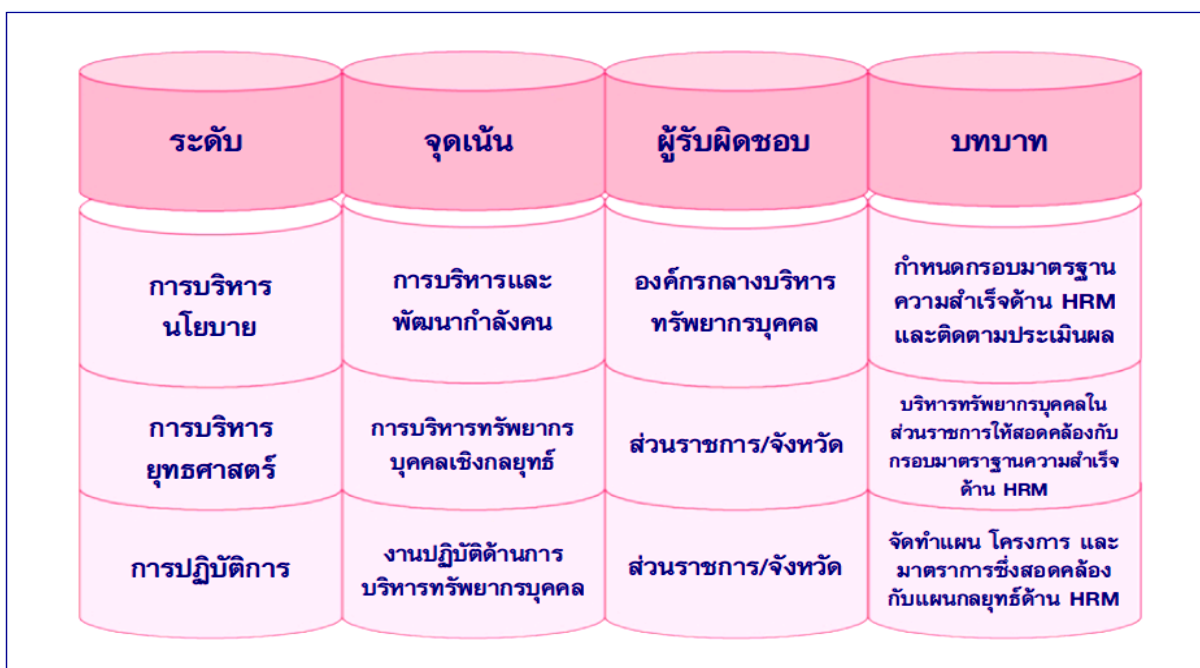 ระดับ
จุดเน้น
ผู้รับผิดชอบ
บทบาท
การบริหาร
นโยบาย
การบริหารและ
พัฒนากำลังคน
องค์กรกลางบริหาร
ทรัพยากรบุคคล
กำหนดกรอบมาตรฐาน
ความสำเร็จด้าน HRM
และติดตามประเมินผล
การบริหาร
ยุทธศาสตร์
การบริหารทรัพยากร
บุคคลเชิงกลยุทธ์
ส่วนราชการ/จังหวัด
บริหารทรัพยากรบุคคลใน
ส่วนราชการให้สอดคล้องกับ
กรอบมาตราฐานความสำเร็จ
ด้าน HRM
การปฏิบัติการ
งานปฏิบัติด้านการ
บริหารทรัพยากรบุคคล
ส่วนราชการ/จังหวัด
จัดทำแผน โครงการ และ
มาตราการซึ่งสอดคล้อง
กับแผนกลยุทธ์ด้าน HRM